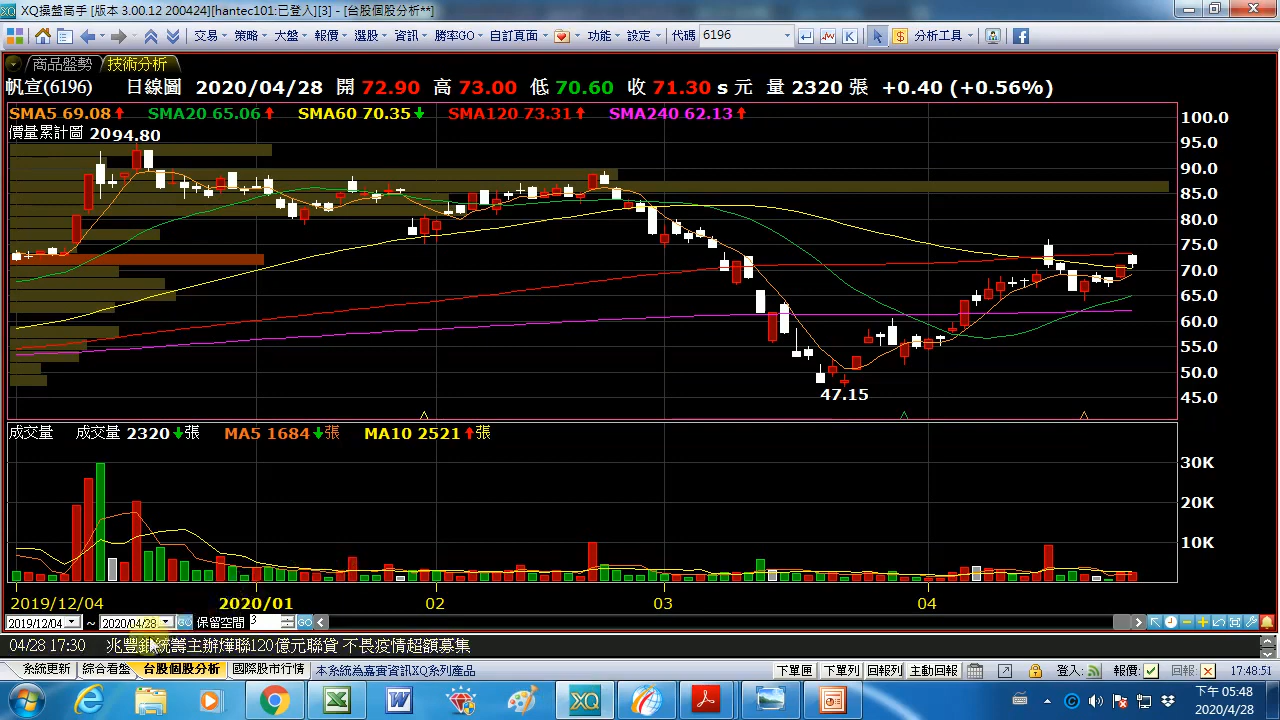 XQ操盤高手 [版本 3.00.12 200424][hantec101:已登入][3] - [台股個股分析**]
交易 策略 大盤 報價 選股 資訊 勝率GO 自訂頁面 功能 設定 代碼 6196 K $ 分析工具
商品盤勢 技術分析
帆宣(6196) 日線圖 2020/04/28 開 72.90 高 73.00 低 70.60 收 71.30 s 元 量 2320 張 +0.40 (+0.56%)
SMA5 69.08 SMA20 65.06 SMA60 70.35 SMA120 73.31 SMA240 62.13
價量累計圖 20
94.80
100.0
95.0
90.0
85.0
80.0
75.0
70.0
65.0
60.0
55.0
50.0
45.0
47.15
成交量 成交量 2320 張 MA5 1684 張 MA10 2521 張
30K
20K
10K
2019/12/04 2020/01 02 03 04
2019/12/04 ~ 2020/04/28 GO 保留空間 3 GO
04/28 17:30 兆豐銀統籌主辦燁聯120億元聯貸 不畏疫情超額募集
系統更新 綜合看盤 台股個股分析 國際股市行情 本系統為嘉實資訊XQ系列產品 下單匣 下單列 回報列 主動回報 登入: 報價: 回報: 17:48:51
XQ 下午 05:48
2020/4/28